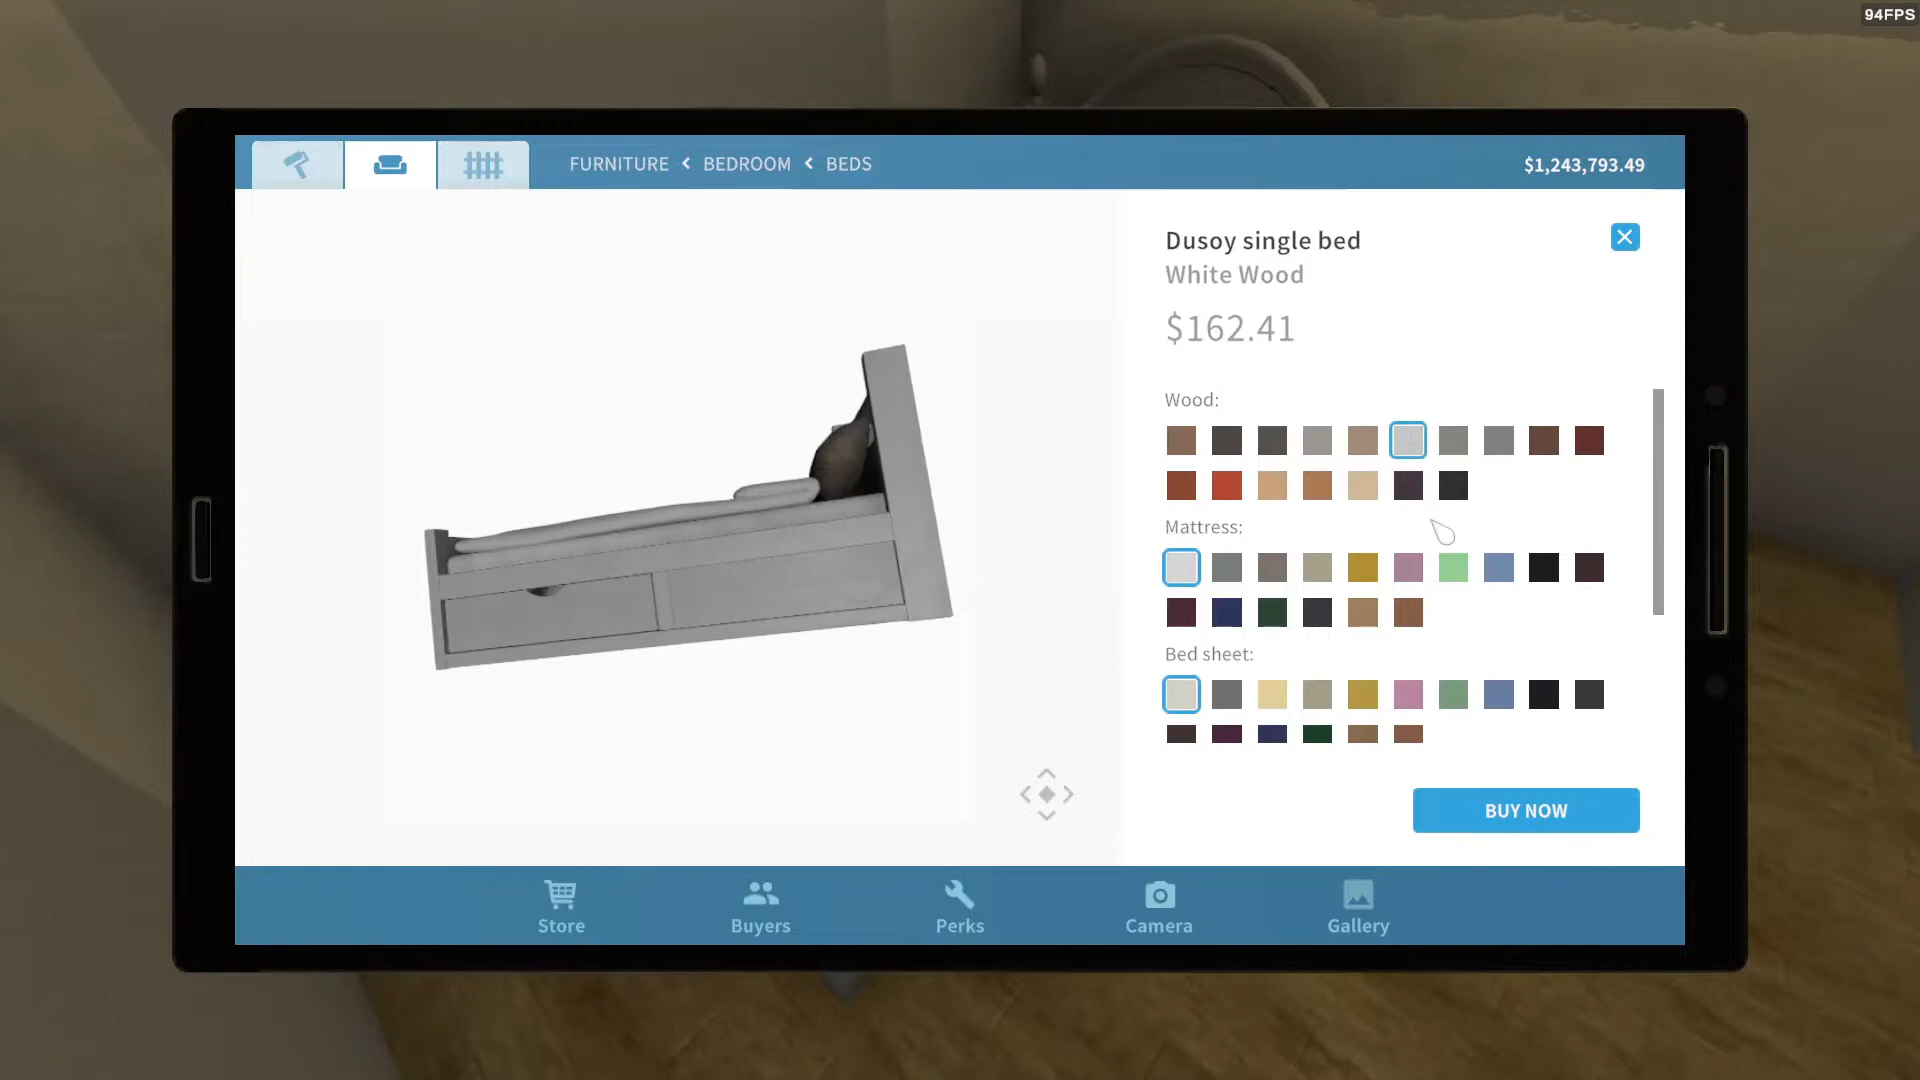 94FPS
FURNITURE < BEDROOM < BEDS
$1,243,793.49
Dusoy single bed
White Wood
$162.41
Wood:
Mattress:
Bed sheet:
BUY NOW
Store
Buyers
Perks
Camera
Gallery